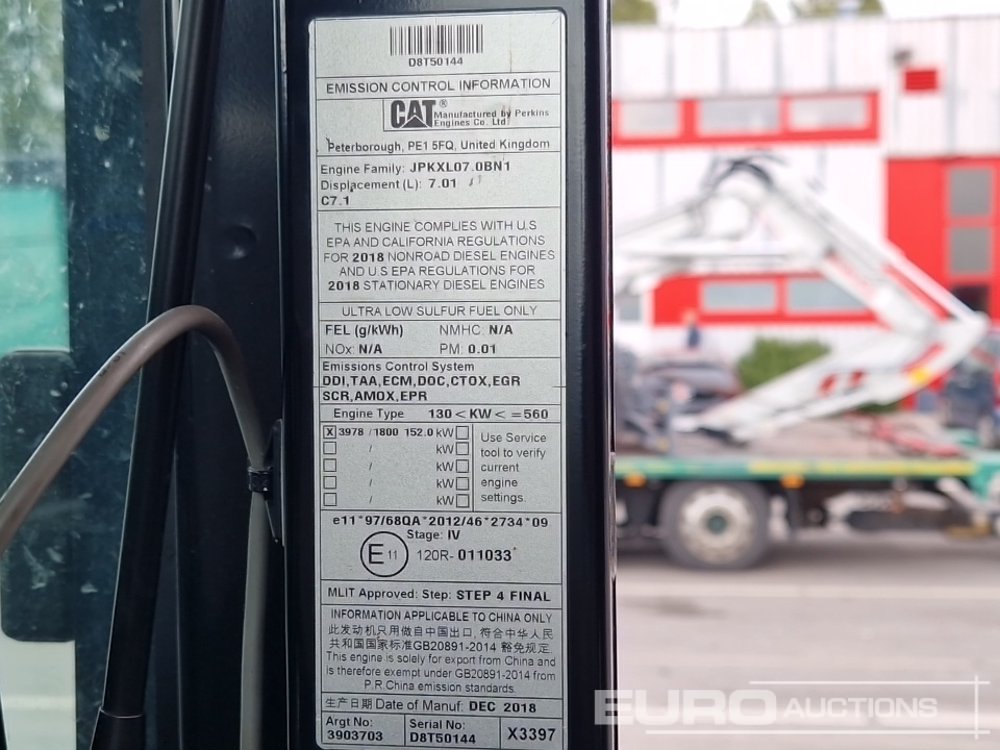 D8T50144
EMISSION CONTROL INFORMATION
CAT® Manufactured by Perkins
Engines Co. Ltd
Peterborough, PE1 5FQ, United Kingdom
Engine Family: JPKXL07.0BN1
Displacement (L): 7.01
C7.1
THIS ENGINE COMPLIES WITH U.S
EPA AND CALIFORNIA REGULATIONS
FOR 2018 NONROAD DIESEL ENGINES
AND U.S EPA REGULATIONS FOR
2018 STATIONARY DIESEL ENGINES
ULTRA LOW SULFUR FUEL ONLY
FEL (g/kWh) NMHC: N/A
NOx: N/A PM: 0.01
Emissions Control System
DDI,TAA,ECM,DOC,CTOX,EGR
SCR,AMOX,EPR
Engine Type 130 < KW < =560
X 3978 / 1800 152.0 kW
/ kW
/ kW
/ kW
/ kW
Use Service
tool to verify
current
engine
settings.
e11*97/68QA*2012/46*2734*09
Stage: IV
E 11 120R- 011033*
MLIT Approved: Step: STEP 4 FINAL
INFORMATION APPLICABLE TO CHINA ONLY
此发动机只用做自中国出口, 符合中华人民
共和国国家标准GB20891-2014 豁免规定.
This engine is solely for export from China and
is therefore exempt under GB20891-2014 from
P.R.China emission standards.
生产日期 Date of Manuf: DEC 2018
Argt No: 3903703
Serial No: D8T50144
X3397
EURO AUCTIONS